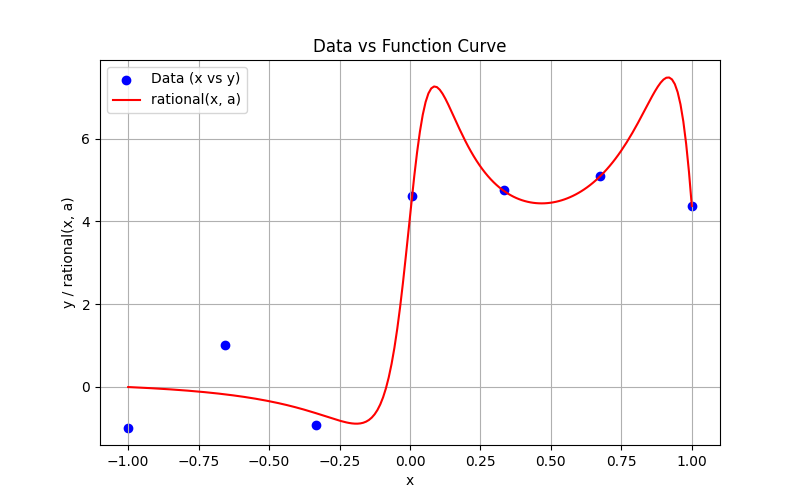 Data vs Function Curve
Data (x vs y)
rational(x, a)
y / rational(x, a)
6
4
2
0
−1.00 −0.75 −0.50 −0.25 0.00 0.25 0.50 0.75 1.00
x